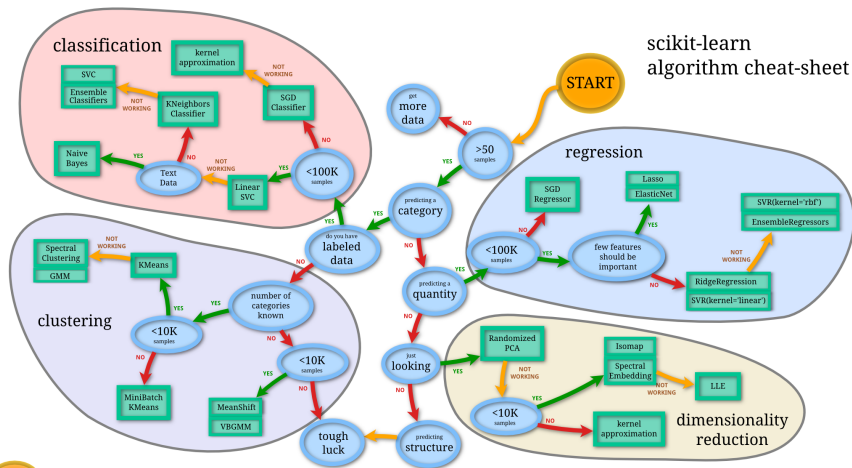 scikit-learn
algorithm cheat-sheet
START
classification
kernel
approximation
NOT
WORKING
SVC
Ensemble
Classifiers
NOT
WORKING
KNeighbors
Classifier
SGD
Classifier
NO
Naive
Bayes
YES
Text
Data
NO
NOT
WORKING
Linear
SVC
YES
<100K
samples
get
more
data
NO
>50
samples
YES
predicting a
category
YES
NO
do you have
labeled
data
YES
NO
predicting a
quantity
YES
NO
just
looking
YES
NO
predicting
structure
tough
luck
regression
SGD
Regressor
NO
<100K
samples
YES
few features
should be
important
YES
NO
Lasso
ElasticNet
SVR(kernel='rbf')
EnsembleRegressors
NOT
WORKING
RidgeRegression
SVR(kernel='linear')
clustering
Spectral
Clustering
GMM
NOT
WORKING
KMeans
YES
<10K
samples
NO
MiniBatch
KMeans
YES
number of
categories
known
NO
<10K
samples
YES
NO
MeanShift
VBGMM
dimensionality
reduction
Randomized
PCA
NOT
WORKING
<10K
samples
YES
NO
Isomap
Spectral
Embedding
NOT
WORKING
LLE
kernel
approximation